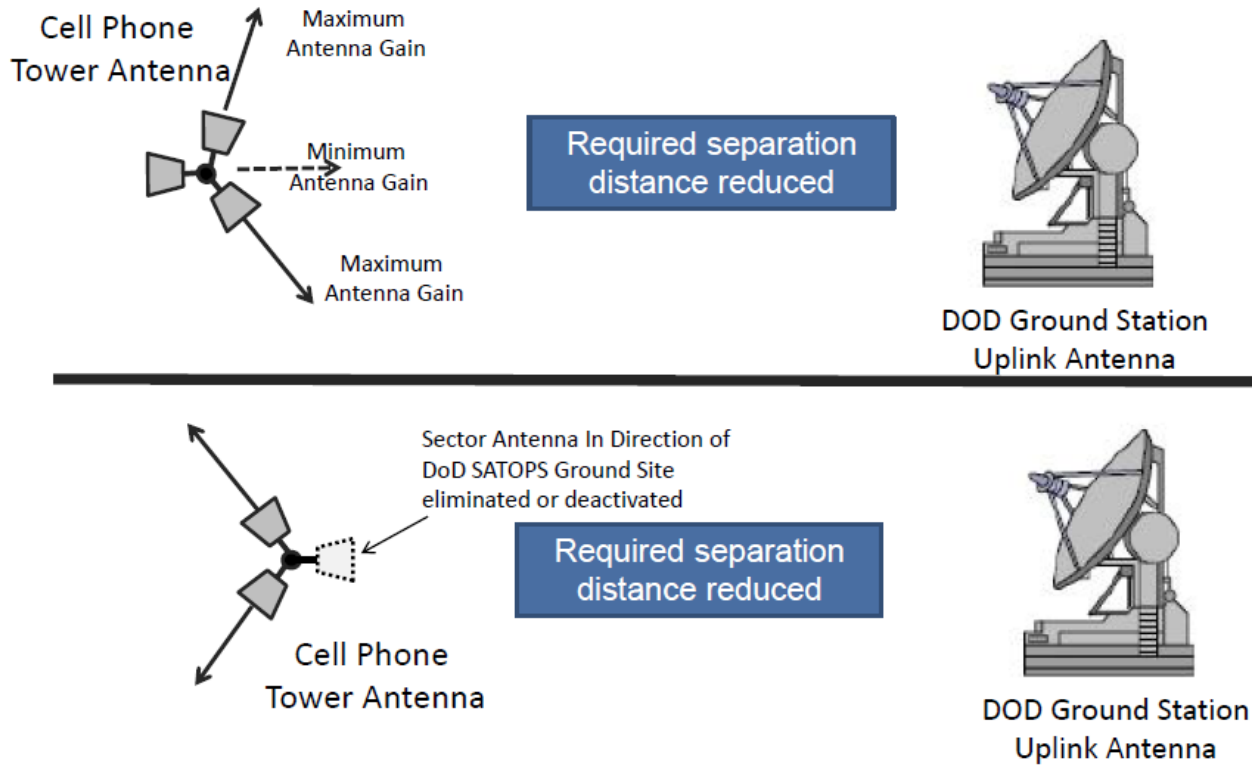 Cell Phone
Tower Antenna
Maximum
Antenna Gain
Minimum
Antenna Gain
Maximum
Antenna Gain
Required separation
distance reduced
DOD Ground Station
Uplink Antenna
Sector Antenna In Direction of
DoD SATOPS Ground Site
eliminated or deactivated
Required separation
distance reduced
Cell Phone
Tower Antenna
DOD Ground Station
Uplink Antenna